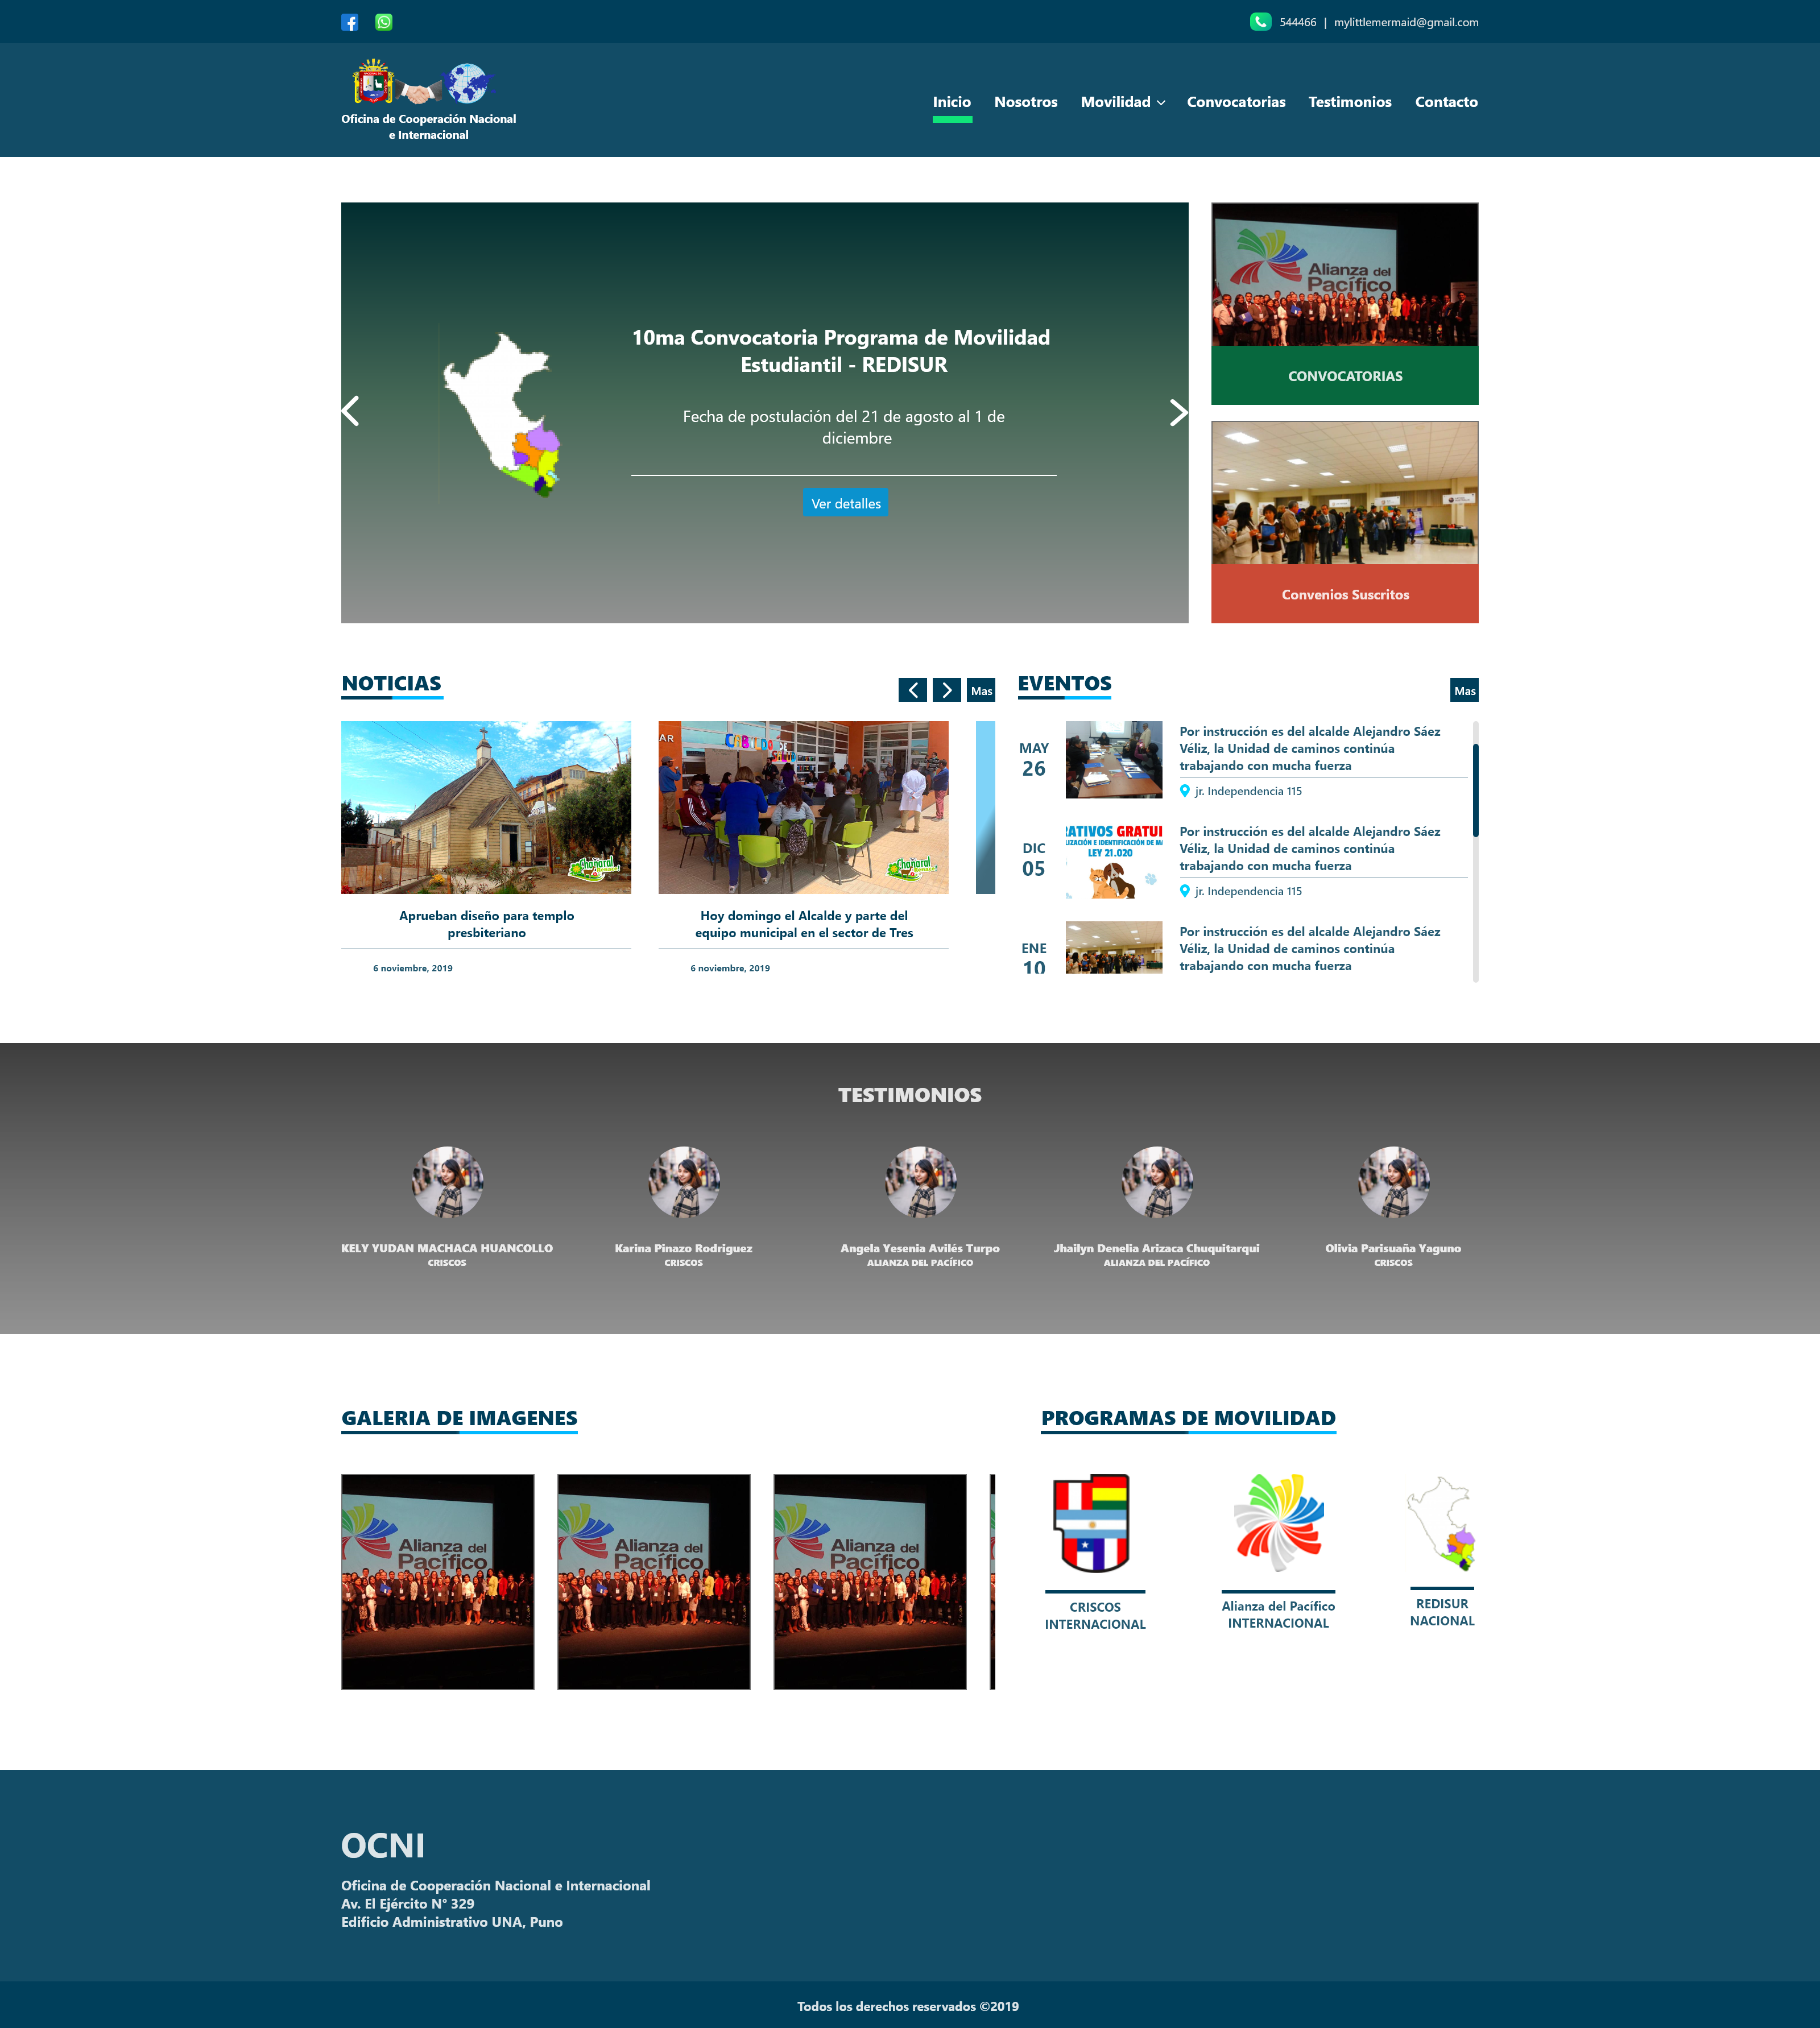 544466 | mylittlemermaid@gmail.com
Oficina de Cooperación Nacional
e Internacional
Inicio Nosotros Movilidad Convocatorias Testimonios Contacto
10ma Convocatoria Programa de Movilidad
Estudiantil - REDISUR
Fecha de postulación del 21 de agosto al 1 de
diciembre
Ver detalles
Alianza del
Pacífico
CONVOCATORIAS
Convenios Suscritos
NOTICIAS
Mas
Chañaral
Aprueban diseño para templo
presbiteriano
6 noviembre, 2019
AR
Chañaral
Hoy domingo el Alcalde y parte del
equipo municipal en el sector de Tres
6 noviembre, 2019
EVENTOS
Mas
MAY
26
Por instrucción es del alcalde Alejandro Sáez
Véliz, la Unidad de caminos continúa
trabajando con mucha fuerza
jr. Independencia 115
DIC
05
RATIVOS GRATUI
LIZACIÓN E IDENTIFICACIÓN DE MA
LEY 21.020
Por instrucción es del alcalde Alejandro Sáez
Véliz, la Unidad de caminos continúa
trabajando con mucha fuerza
jr. Independencia 115
ENE
10
Por instrucción es del alcalde Alejandro Sáez
Véliz, la Unidad de caminos continúa
trabajando con mucha fuerza
TESTIMONIOS
KELY YUDAN MACHACA HUANCOLLO
CRISCOS
Karina Pinazo Rodriguez
CRISCOS
Angela Yesenia Avilés Turpo
ALIANZA DEL PACÍFICO
Jhailyn Denelia Arizaca Chuquitarqui
ALIANZA DEL PACÍFICO
Olivia Parisuaña Yaguno
CRISCOS
GALERIA DE IMAGENES
Alianza del
Pacífico
Alianza del
Pacífico
Alianza del
Pacífico
PROGRAMAS DE MOVILIDAD
CRISCOS
INTERNACIONAL
Alianza del Pacífico
INTERNACIONAL
REDISUR
NACIONAL
OCNI
Oficina de Cooperación Nacional e Internacional
Av. El Ejército N° 329
Edificio Administrativo UNA, Puno
Todos los derechos reservados ©2019